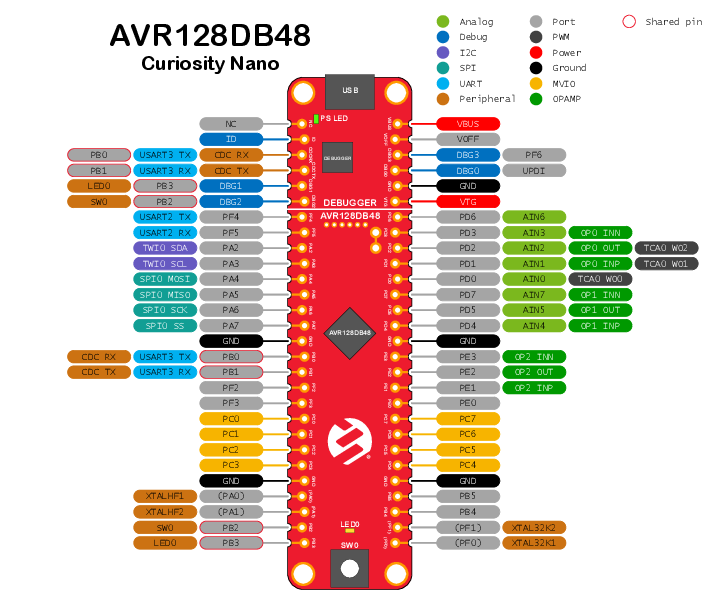 AVR128DB48
Curiosity Nano
Analog Port Shared pin
Debug PWM
I2C Power
SPI Ground
UART MVIO
Peripheral OPAMP
USB
PS LED
NC VBUS
ID VOFF
PB0 USART3 TX CDC RX DEBUGGER DBG3 PF6
PB1 USART3 RX CDC TX DBG0 UPDI
LED0 PB3 DBG1 GND
SW0 PB2 DBG2 DEBUGGER VTG
AVR128DB48
USART2 TX PF4 PD6 AIN6
USART2 RX PF5 PD3 AIN3 OP0 INN
TWI0 SDA PA2 PD2 AIN2 OP0 OUT TCA0 WO2
TWI0 SCL PA3 PD1 AIN1 OP0 INP TCA0 WO1
SPI0 MOSI PA4 PD0 AIN0 TCA0 WO0
SPI0 MISO PA5 PD7 AIN7 OP1 INN
SPI0 SCK PA6 PD5 AIN5 OP1 OUT
SPI0 SS PA7 PD4 AIN4 OP1 INP
GND AVR128DB48 GND
CDC RX USART3 TX PB0 PE3 OP2 INN
CDC TX USART3 RX PB1 PE2 OP2 OUT
PF2 PE1 OP2 INP
PF3 PE0
PC0 PC7
PC1 PC6
PC2 PC5
PC3 PC4
GND GND
XTALHF1 (PA0) PB5
XTALHF2 (PA1) PB4
SW0 PB2 LED0 (PF1) XTAL32K2
LED0 PB3 SW0 (PF0) XTAL32K1